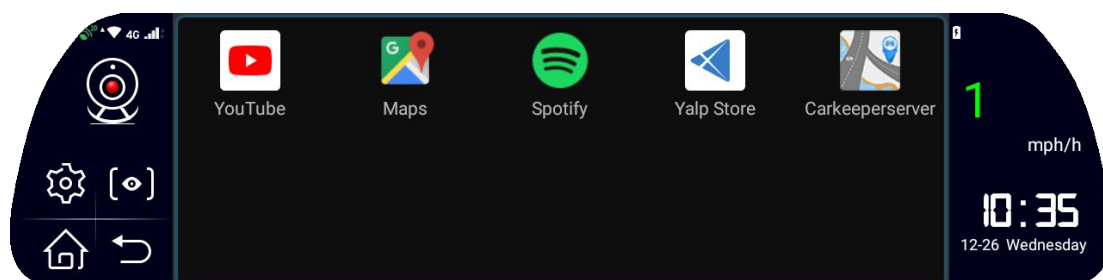 4G
YouTube
G
Maps
Spotify
Yalp Store
Carkeeperserver
1
mph/h
10:35
12-26 Wednesday